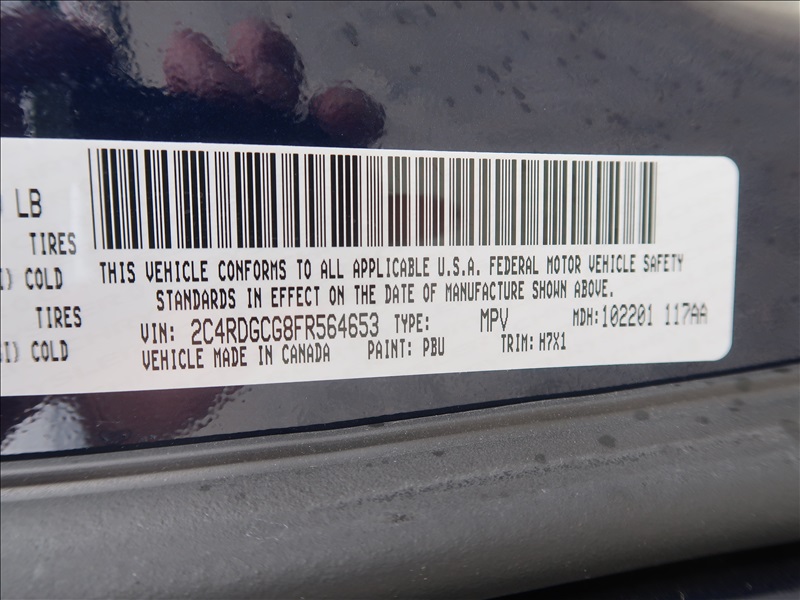 LB
TIRES
COLD
TIRES
COLD
THIS VEHICLE CONFORMS TO ALL APPLICABLE U.S.A. FEDERAL MOTOR VEHICLE SAFETY
STANDARDS IN EFFECT ON THE DATE OF MANUFACTURE SHOWN ABOVE.
VIN: 2C4RDGCG8FR564653 TYPE: MPV MDH:102201 117AA
VEHICLE MADE IN CANADA PAINT: PBU TRIM: H7X1